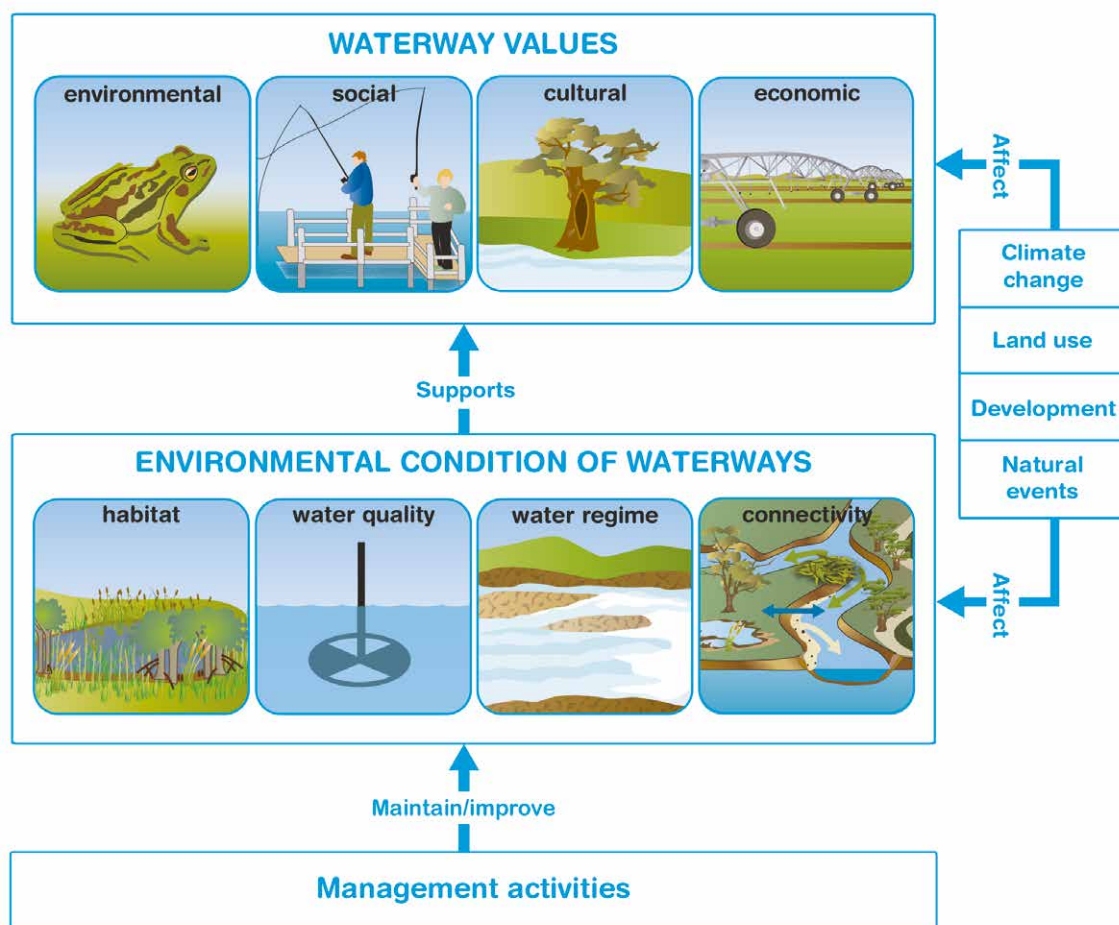 WATERWAY VALUES
environmental
social
cultural
economic
Affect
Climate
change
Land use
Development
Natural
events
Affect
Supports
ENVIRONMENTAL CONDITION OF WATERWAYS
habitat
water quality
water regime
connectivity
Maintain/improve
Management activities